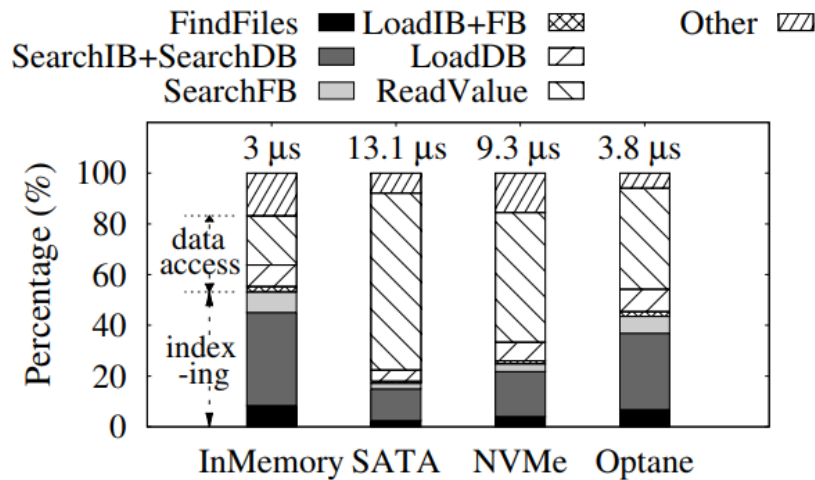 FindFiles LoadIB+FB Other
SearchIB+SearchDB LoadDB
SearchFB ReadValue
3 μs 13.1 μs 9.3 μs 3.8 μs
Percentage (%)
100
80
60
40
20
0
data
access
index
-ing
InMemory SATA NVMe Optane